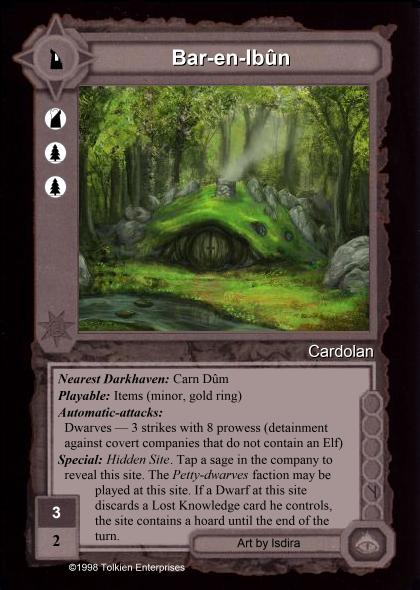 Bar-en-Ibûn
Cardolan
Nearest Darkhaven: Carn Dûm
Playable: Items (minor, gold ring)
Automatic-attacks:
Dwarves — 3 strikes with 8 prowess (detainment
against covert companies that do not contain an Elf)
Special: Hidden Site. Tap a sage in the company to
reveal this site. The Petty-dwarves faction may be
played at this site. If a Dwarf at this site
discards a Lost Knowledge card he controls,
the site contains a hoard until the end of the
turn.
3
2
Art by Isdira
©1998 Tolkien Enterprises